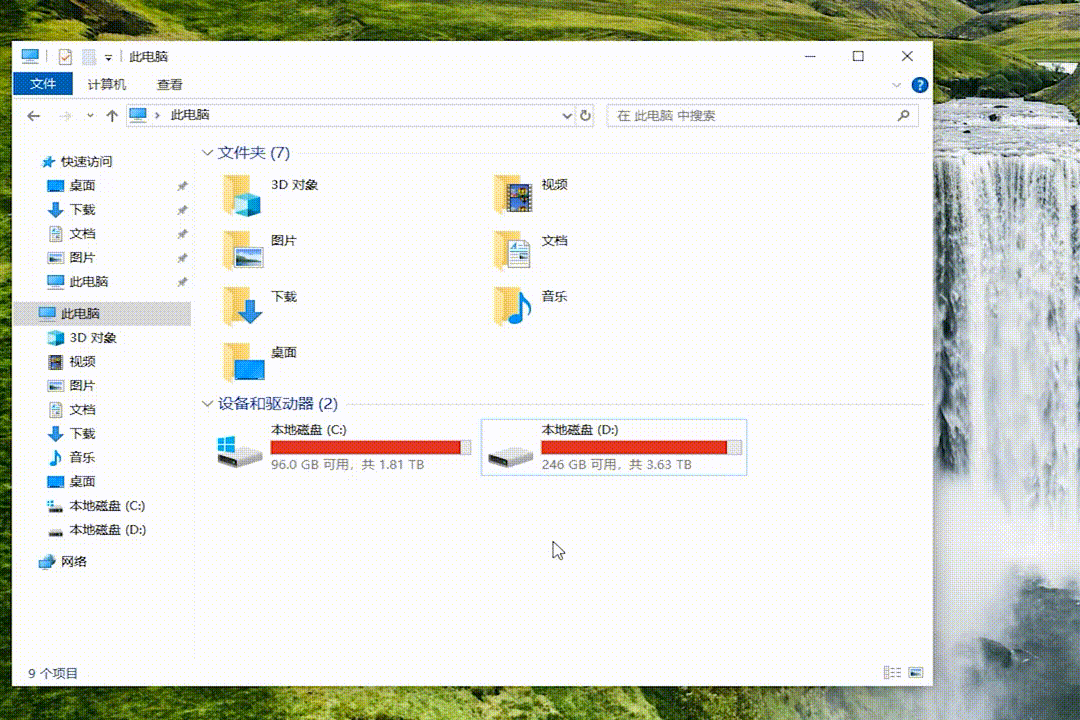 此电脑
文件 计算机 查看
此电脑
在 此电脑 中搜索
快速访问
桌面
下载
文档
图片
此电脑
此电脑
3D 对象
视频
图片
文档
下载
音乐
桌面
本地磁盘 (C:)
本地磁盘 (D:)
网络
文件夹 (7)
3D 对象
视频
图片
文档
下载
音乐
桌面
设备和驱动器 (2)
本地磁盘 (C:)
96.0 GB 可用，共 1.81 TB
本地磁盘 (D:)
246 GB 可用，共 3.63 TB
9 个项目